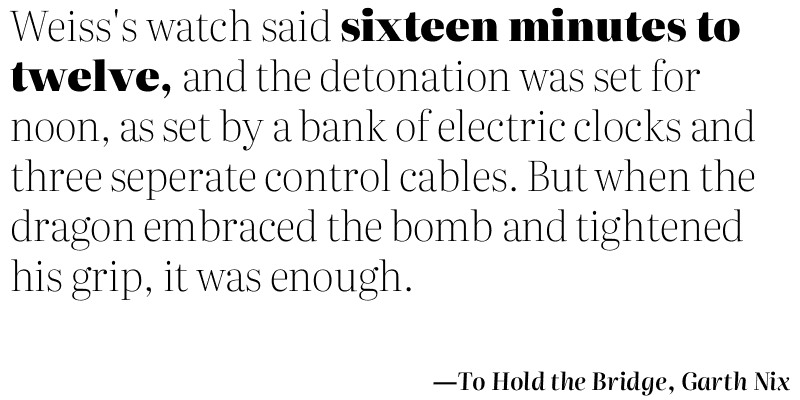 Weiss's watch said sixteen minutes to
twelve, and the detonation was set for
noon, as set by a bank of electric clocks and
three seperate control cables. But when the
dragon embraced the bomb and tightened
his grip, it was enough.
—To Hold the Bridge, Garth Nix